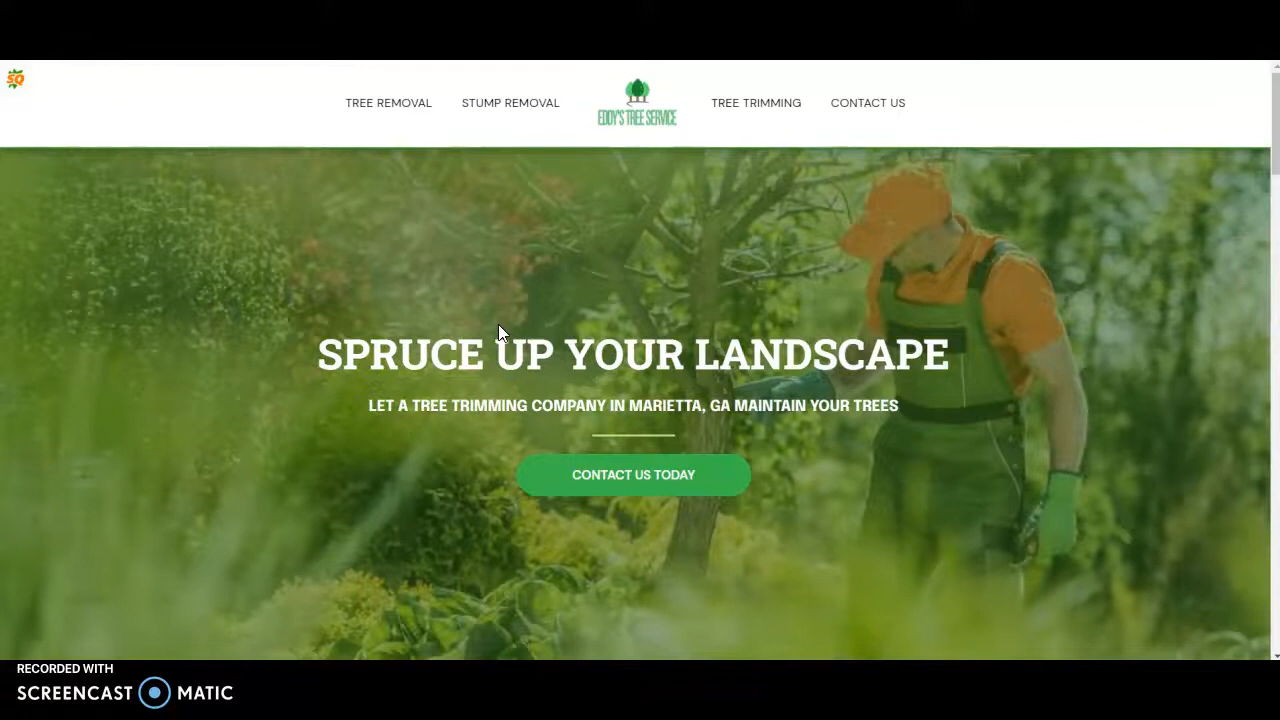 SQ
TREE REMOVAL
STUMP REMOVAL
EDDY'S TREE SERVICE
TREE TRIMMING
CONTACT US
SPRUCE UP YOUR LANDSCAPE
LET A TREE TRIMMING COMPANY IN MARIETTA, GA MAINTAIN YOUR TREES
CONTACT US TODAY
RECORDED WITH
SCREENCAST MATIC